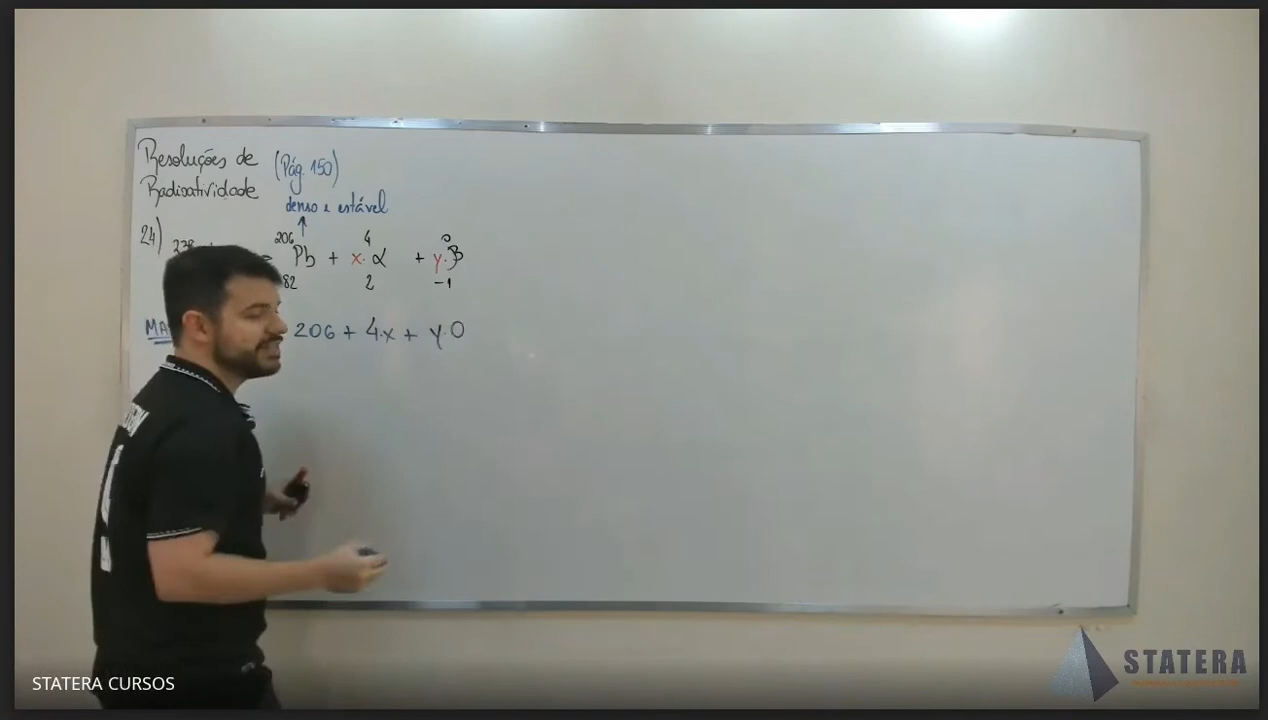 Resoluções de
Radioatividade
(Pág. 150)
denso e estável
24)
206 4 0
Pb + x. α + y. β
82 2 -1
206 + 4.x + y.0
STATERA CURSOS
STATERA